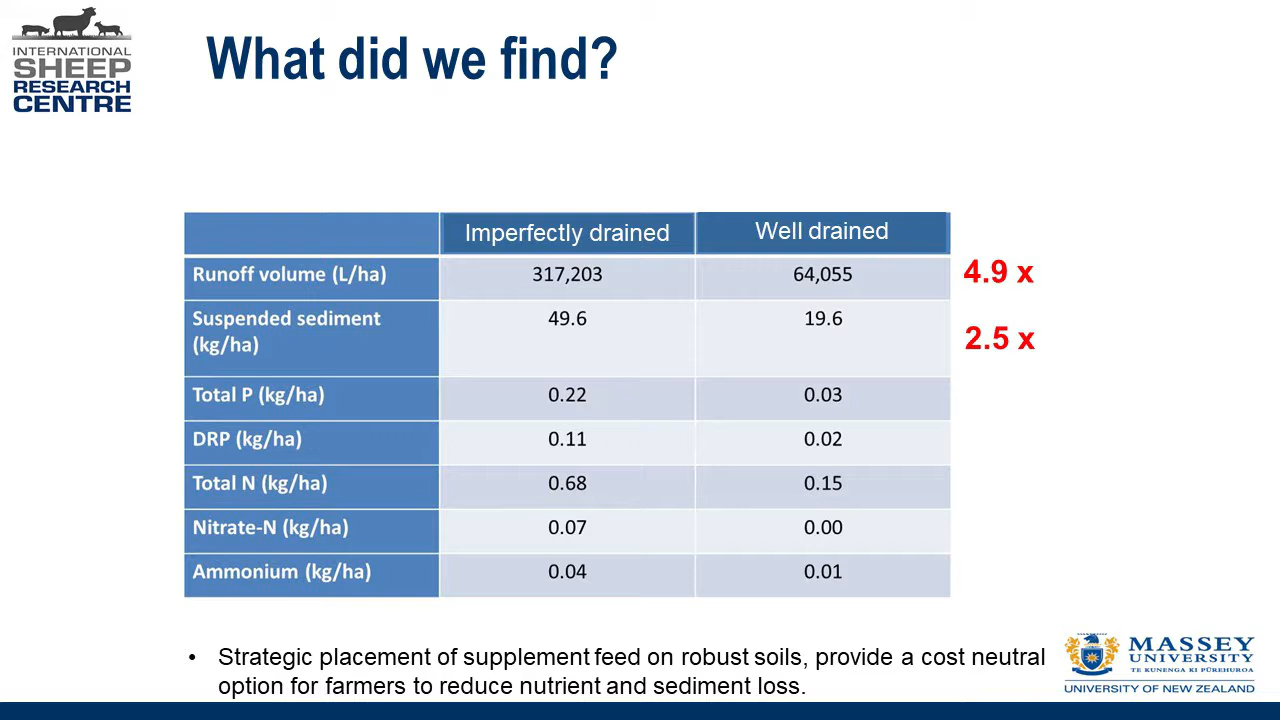 INTERNATIONAL
SHEEP
RESEARCH
CENTRE
What did we find?
Imperfectly drained
Well drained
Runoff volume (L/ha)
317,203
64,055
4.9 x
Suspended sediment
(kg/ha)
49.6
19.6
2.5 x
Total P (kg/ha)
0.22
0.03
DRP (kg/ha)
0.11
0.02
Total N (kg/ha)
0.68
0.15
Nitrate-N (kg/ha)
0.07
0.00
Ammonium (kg/ha)
0.04
0.01
• Strategic placement of supplement feed on robust soils, provide a cost neutral
option for farmers to reduce nutrient and sediment loss.
MASSEY
UNIVERSITY
TE KUNENGA KI PŪREHUROA
UNIVERSITY OF NEW ZEALAND